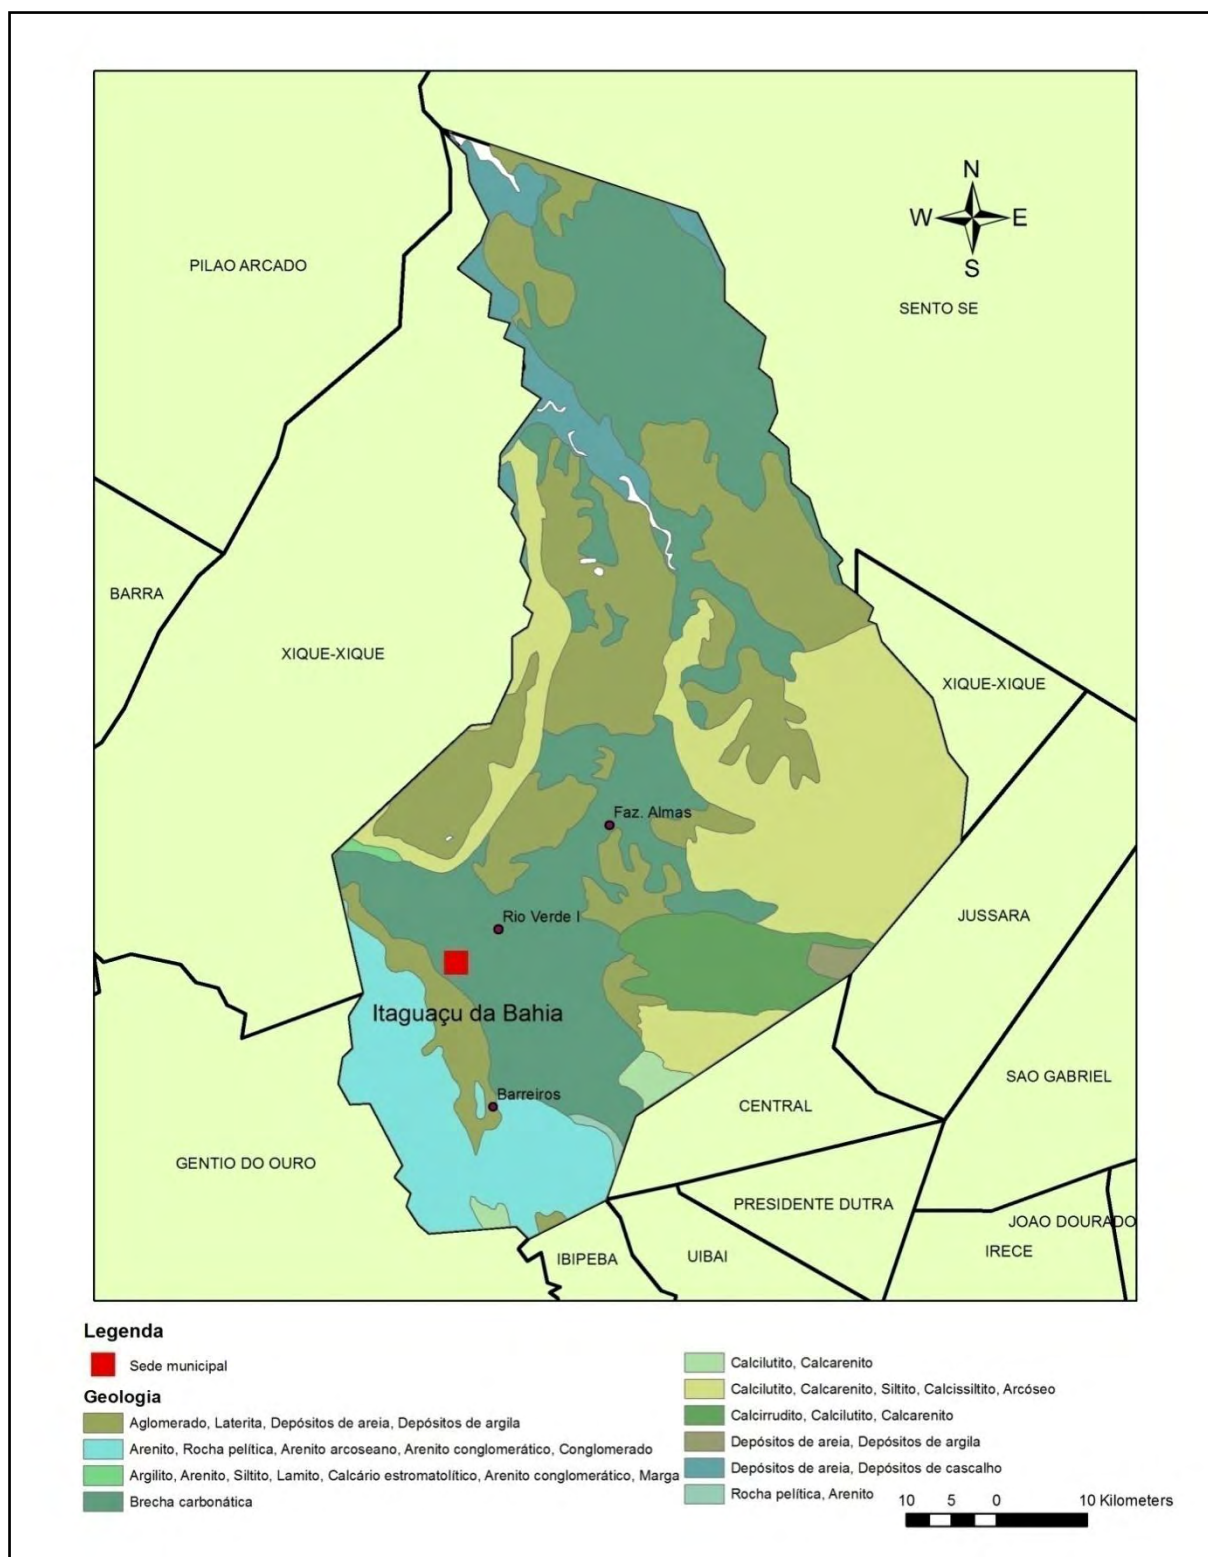 N
W E
S
PILAO ARCADO
SENTO SE
BARRA
XIQUE-XIQUE
XIQUE-XIQUE
Faz. Almas
JUSSARA
Rio Verde I
Itaguaçu da Bahia
SAO GABRIEL
Barreiros
CENTRAL
GENTIO DO OURO
PRESIDENTE DUTRA
JOAO DOURADO
IRECE
IBIPEBA
UIBAI
Legenda
Sede municipal
Geologia
Aglomerado, Laterita, Depósitos de areia, Depósitos de argila
Arenito, Rocha pelítica, Arenito arcoseano, Arenito conglomerático, Conglomerado
Argilito, Arenito, Siltito, Lamito, Calcário estromatolítico, Arenito conglomerático, Marga
Brecha carbonática
Calcilutito, Calcarenito
Calcilutito, Calcarenito, Siltito, Calcissiltito, Arcóseo
Calcirrudito, Calcilutito, Calcarenito
Depósitos de areia, Depósitos de argila
Depósitos de areia, Depósitos de cascalho
Rocha pelítica, Arenito
10 5 0 10 Kilometers